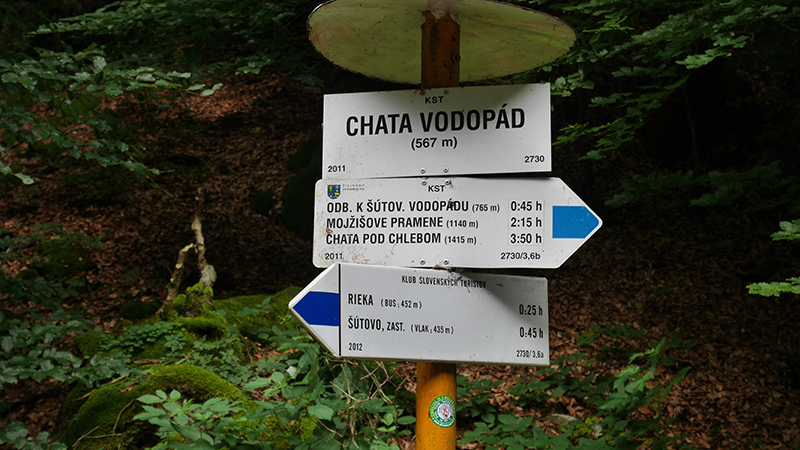 KST
CHATA VODOPÁD
(567 m)
2011 2730
KST
ODB. K ŠÚTOV. VODOPÁDU (765 m) 0:45 h
MOJŽIŠOVE PRAMENE (1140 m) 2:15 h
CHATA POD CHLEBOM (1415 m) 3:50 h
2011 2730/3,6b
KLUB SLOVENSKÝCH TURISTOV
RIEKA (BUS; 452 m) 0:25 h
ŠÚTOVO, ZAST. (VLAK; 435 m) 0:45 h
2012 2730/3,6a